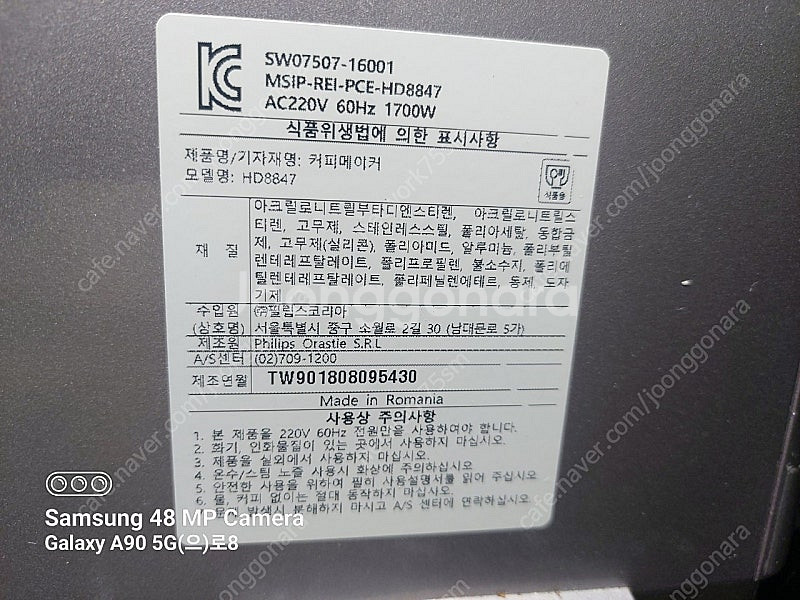 SW07507-16001
MSIP-REI-PCE-HD8847
AC220V 60Hz 1700W
식품위생법에 의한 표시사항
제품명/기자재명: 커피메이커
모델명: HD8847
식품용
재 질
아크릴로니트릴부타디엔스티렌, 아크릴로니트릴스
티렌, 고무제, 스테인레스스틸, 폴리아세탈, 동합금
제, 고무제(실리콘), 폴리아미드, 알루미늄, 폴리부틸
렌테레프탈레이트, 폴리프로필렌, 불소수지, 폴리에
틸렌테레프탈레이트, 폴리페닐렌에테르, 동제, 도자
기제
수입원 ㈜필립스코리아
(상호명) 서울특별시 중구 소월로 2길 30 (남대문로 5가)
제조원 Philips Orastie S.R.L
A/S센터 (02)709-1200
제조연월 TW901808095430
Made in Romania
사용상 주의사항
1. 본 제품을 220V 60Hz 전원만을 사용하여야 합니다.
2. 화기, 인화물질이 있는 곳에서 사용하지 마십시오.
3. 제품을 실외에서 사용하지 마십시오.
4. 온수/스팀 노즐 사용시 화상에 주의하십시오
5. 안전한 사용을 위하여 필히 사용설명서를 읽어 주십시오
6. 물, 커피 없이는 절대 동작하지 마십시오
발생시 분해하지 마시고 A/S 센터에 연락하십시오
Joonggonara
cafe.naver.com/joonggonara
Samsung 48 MP Camera
Galaxy A90 5G(으)로8